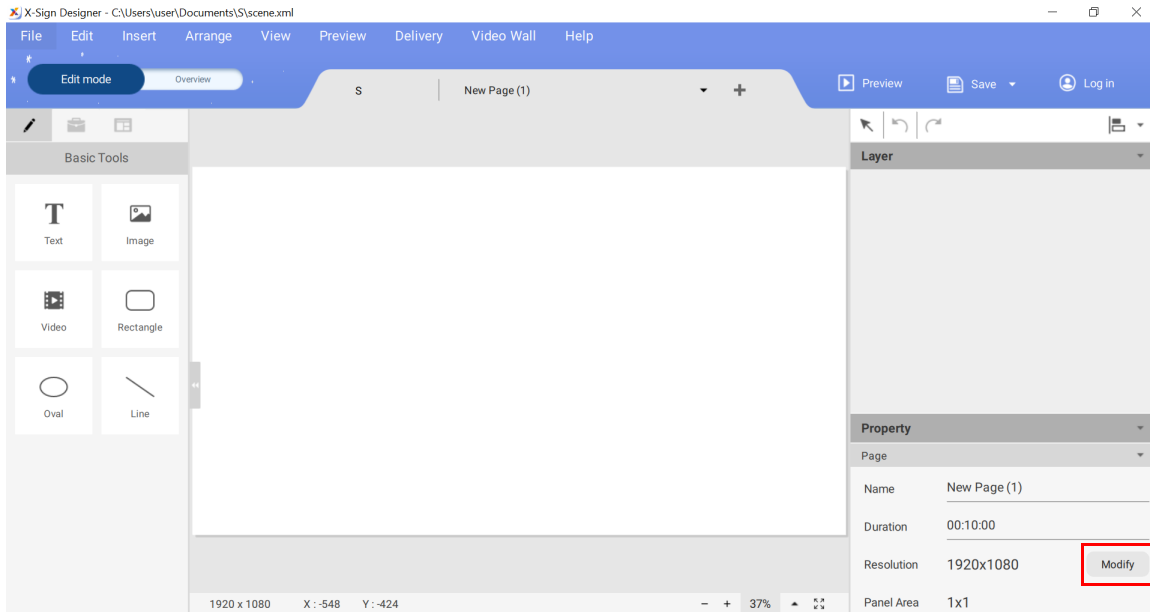 X-Sign Designer - C:\Users\user\Documents\S\scene.xml
File Edit Insert Arrange View Preview Delivery Video Wall Help
Edit mode Overview S New Page (1) Preview Save Log in
Basic Tools
Text Image
Video Rectangle
Oval Line
Layer
Property
Page
Name New Page (1)
Duration 00:10:00
Resolution 1920x1080 Modify
Panel Area 1x1
1920 x 1080 X : -548 Y : -424 37%